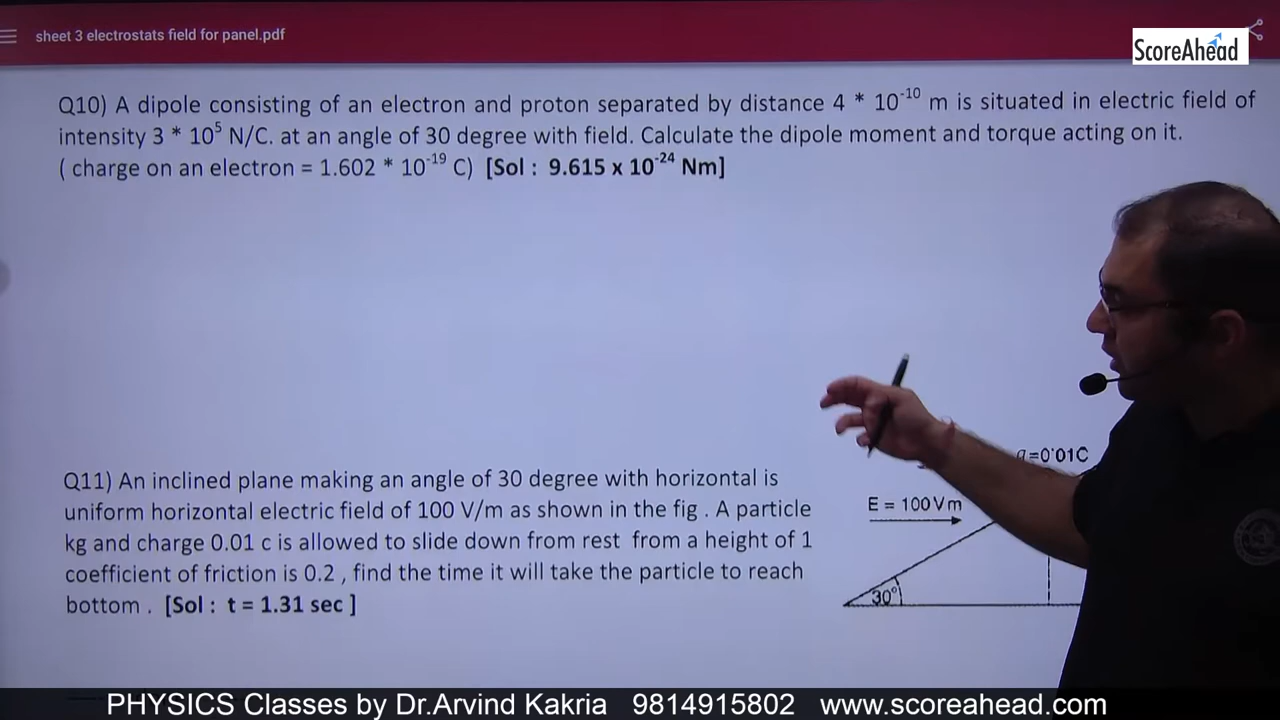 sheet 3 electrostats field for panel.pdf
ScoreAhead
Q10) A dipole consisting of an electron and proton separated by distance 4 * 10⁻¹⁰ m is situated in electric field of
intensity 3 * 10⁵ N/C. at an angle of 30 degree with field. Calculate the dipole moment and torque acting on it.
( charge on an electron = 1.602 * 10⁻¹⁹ C) [Sol : 9.615 x 10⁻²⁴ Nm]
q=0·01C
E = 100 V m
Q11) An inclined plane making an angle of 30 degree with horizontal is
uniform horizontal electric field of 100 V/m as shown in the fig . A particle
kg and charge 0.01 c is allowed to slide down from rest from a height of 1
coefficient of friction is 0.2 , find the time it will take the particle to reach
bottom . [Sol : t = 1.31 sec ]
30°
PHYSICS Classes by Dr.Arvind Kakria 9814915802 www.scoreahead.com